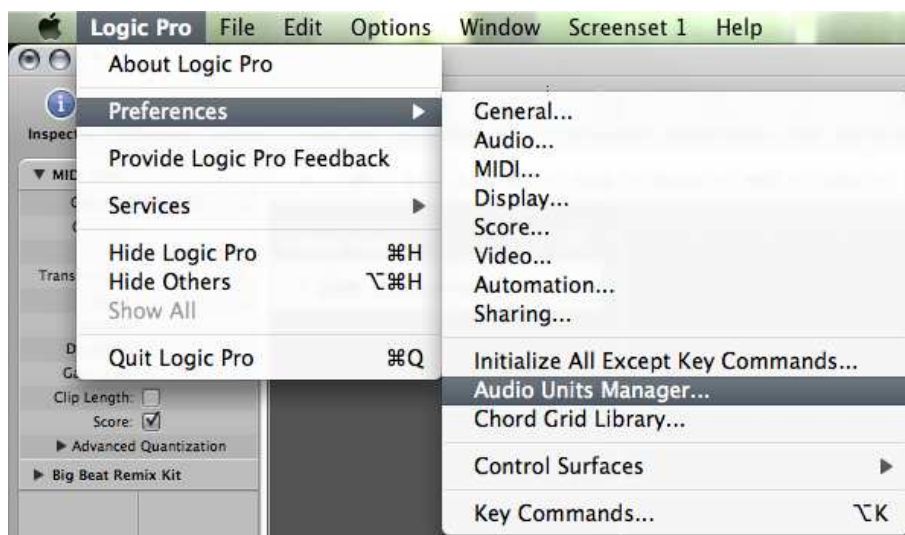 Logic Pro File Edit Options Window Screenset 1 Help
About Logic Pro
Preferences
Provide Logic Pro Feedback
Services
Hide Logic Pro ⌘H
Hide Others ⌥⌘H
Show All
Quit Logic Pro ⌘Q
General...
Audio...
MIDI...
Display...
Score...
Video...
Automation...
Sharing...
Initialize All Except Key Commands...
Audio Units Manager...
Chord Grid Library...
Control Surfaces
Key Commands... ⌥K
Clip Length:
Score:
Advanced Quantization
Big Beat Remix Kit